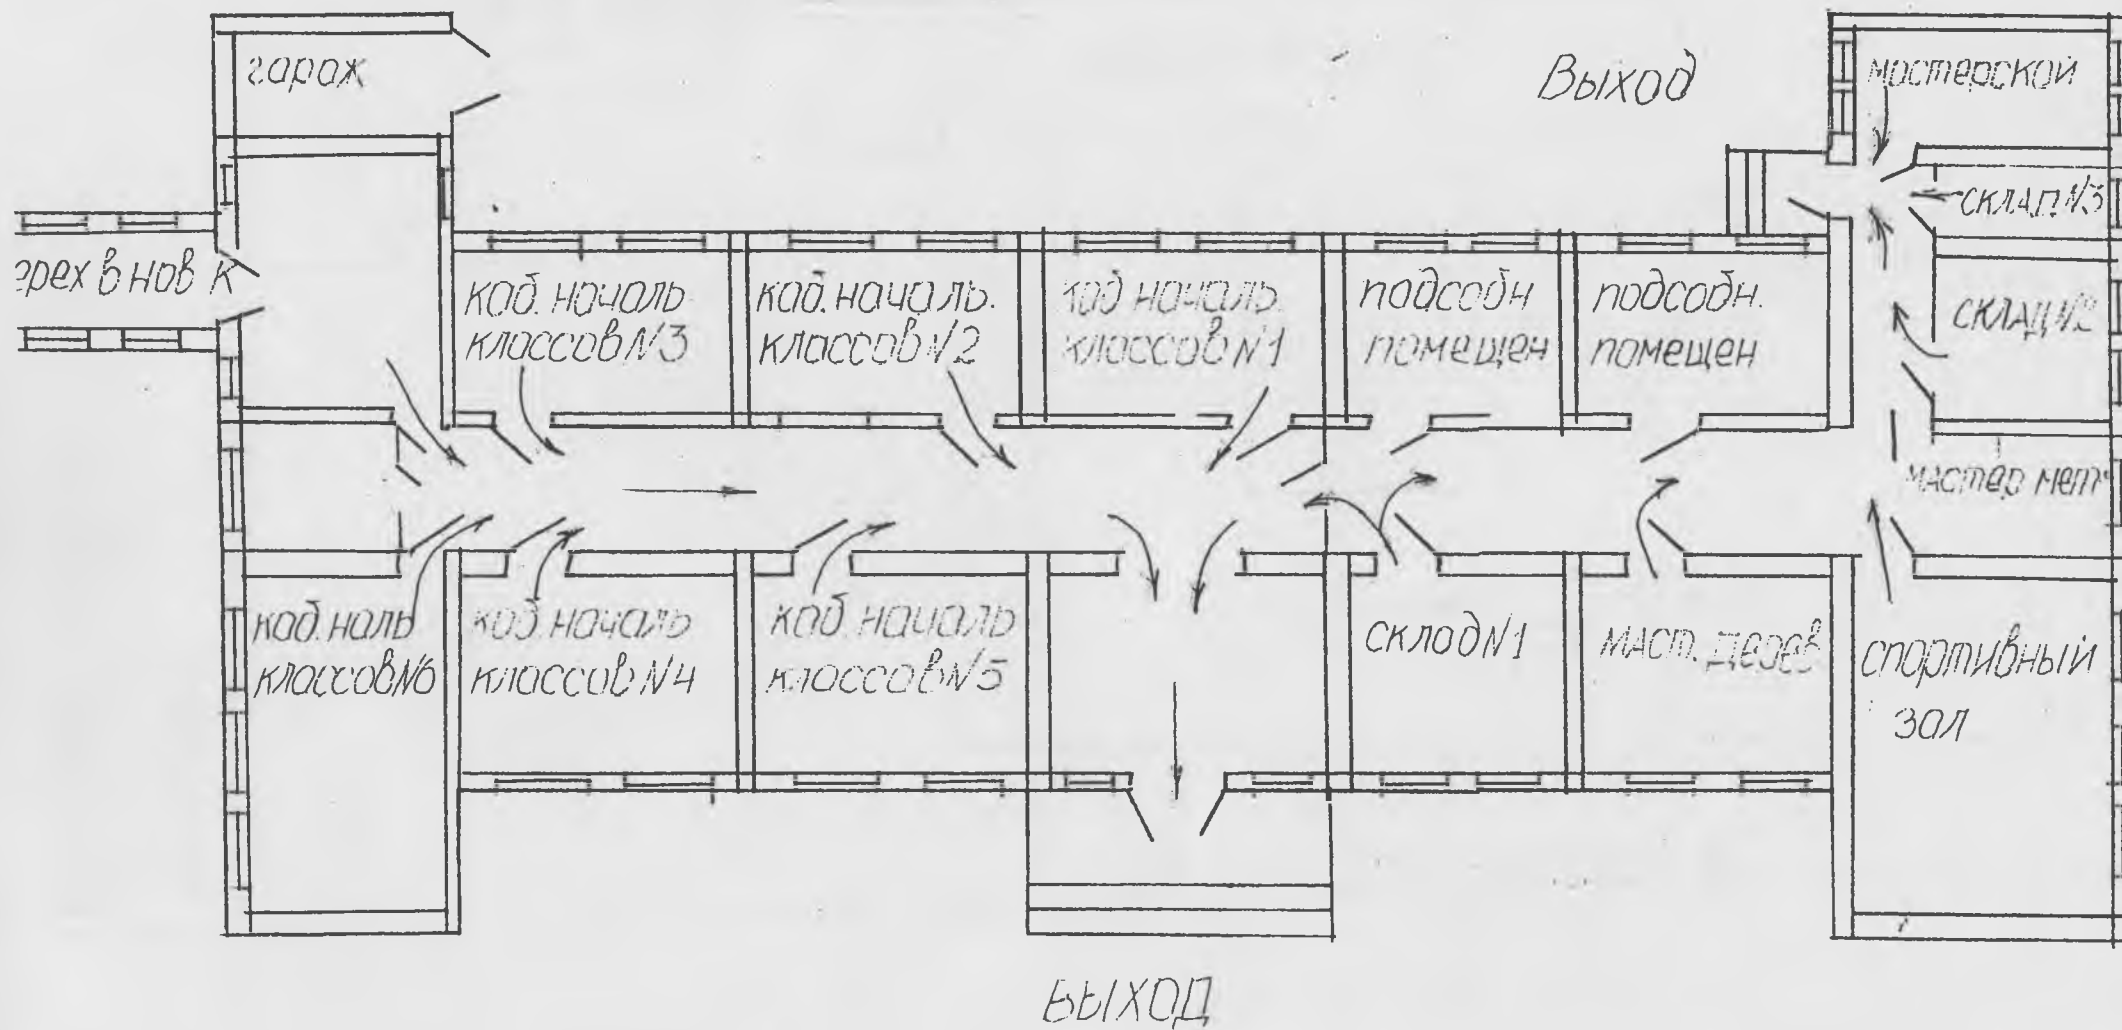 гараж
Выход
мастерской
склад N3
ерех в нов к
каб. началь
классов N3
каб. началь.
классов N2
каб началь.
классов N1
подсобн
помещен
подсобн.
помещен
склад N2
мастер мет
каб. наль
классов N6
каб. началь
классов N4
каб. началь
классов N5
склад N1
маст. дерев
спортивный
зал
выход